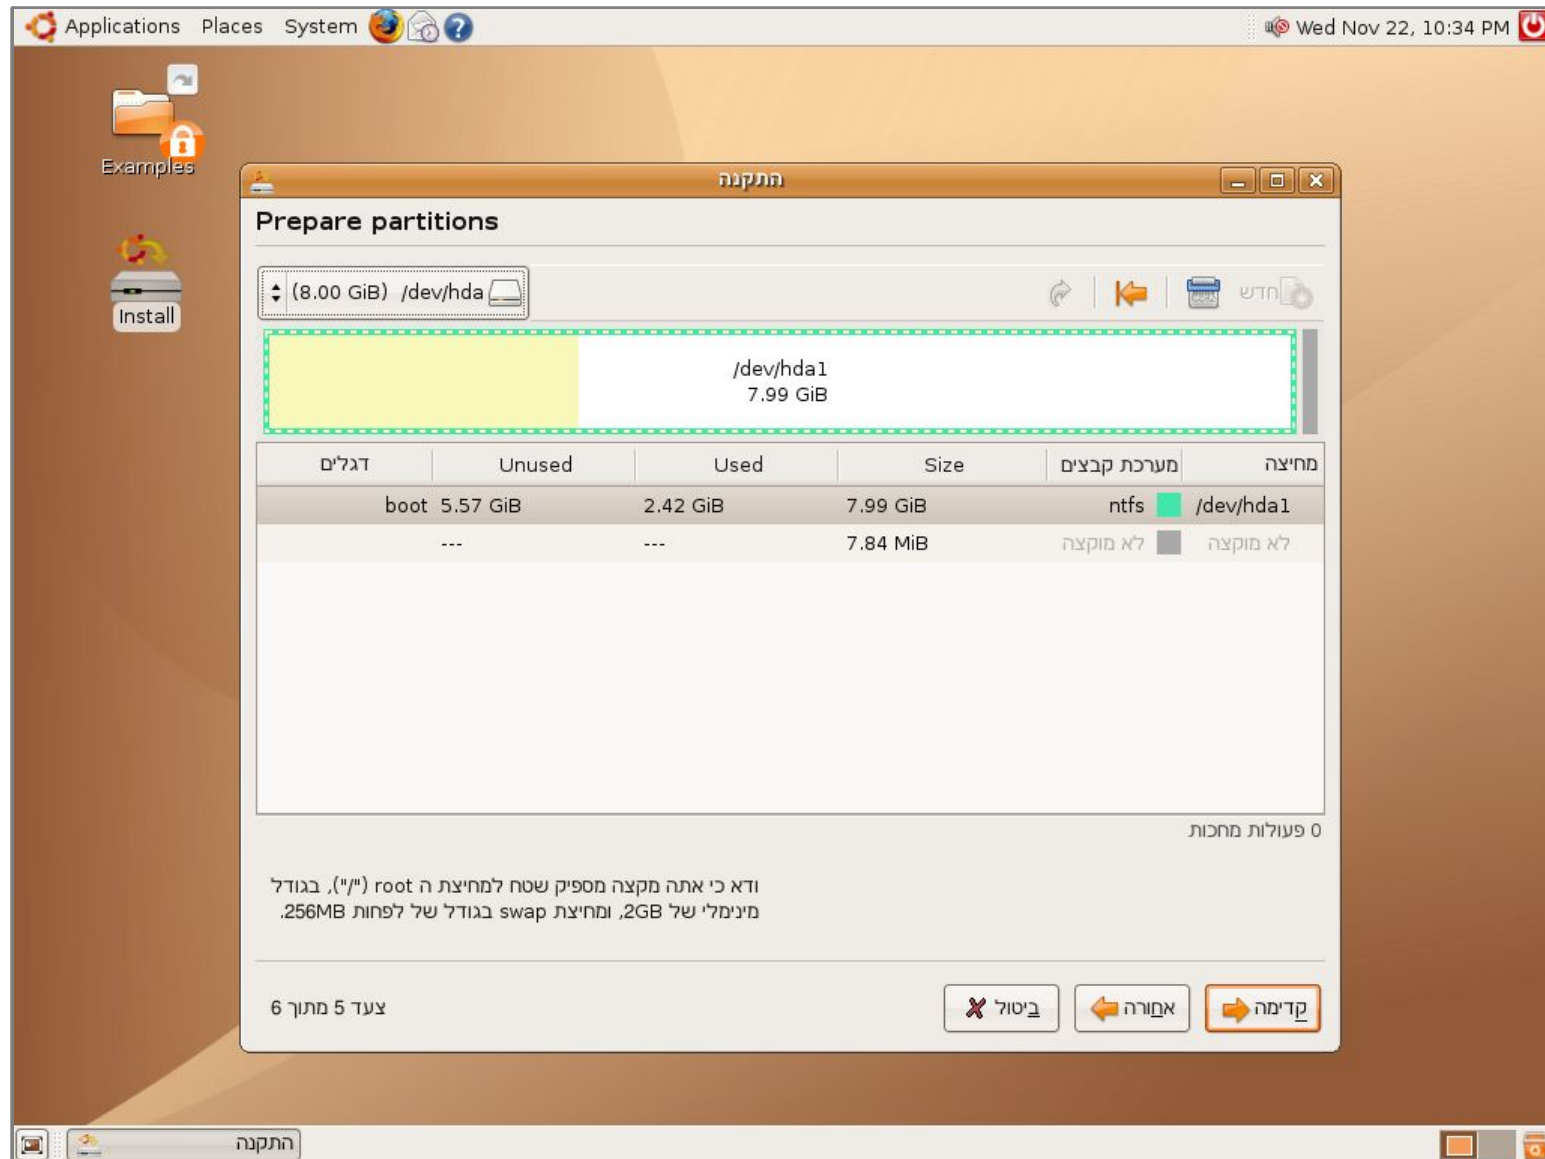 Applications Places System
Wed Nov 22, 10:34 PM
Examples
Install
התקנה
Prepare partitions
(8.00 GiB) /dev/hda
חדש
/dev/hda1
7.99 GiB
מחיצה מערכת קבצים Size Used Unused דגלים
/dev/hda1 ntfs 7.99 GiB 2.42 GiB 5.57 GiB boot
לא מוקצה לא מוקצה 7.84 MiB --- ---
0 פעולות מחכות
ודא כי אתה מקצה מספיק שטח למחיצת ה root ("/"), בגודל
מינימלי של 2GB, ומחיצת swap בגודל של לפחות 256MB.
צעד 5 מתוך 6
קדימה אחורה ביטול
התקנה